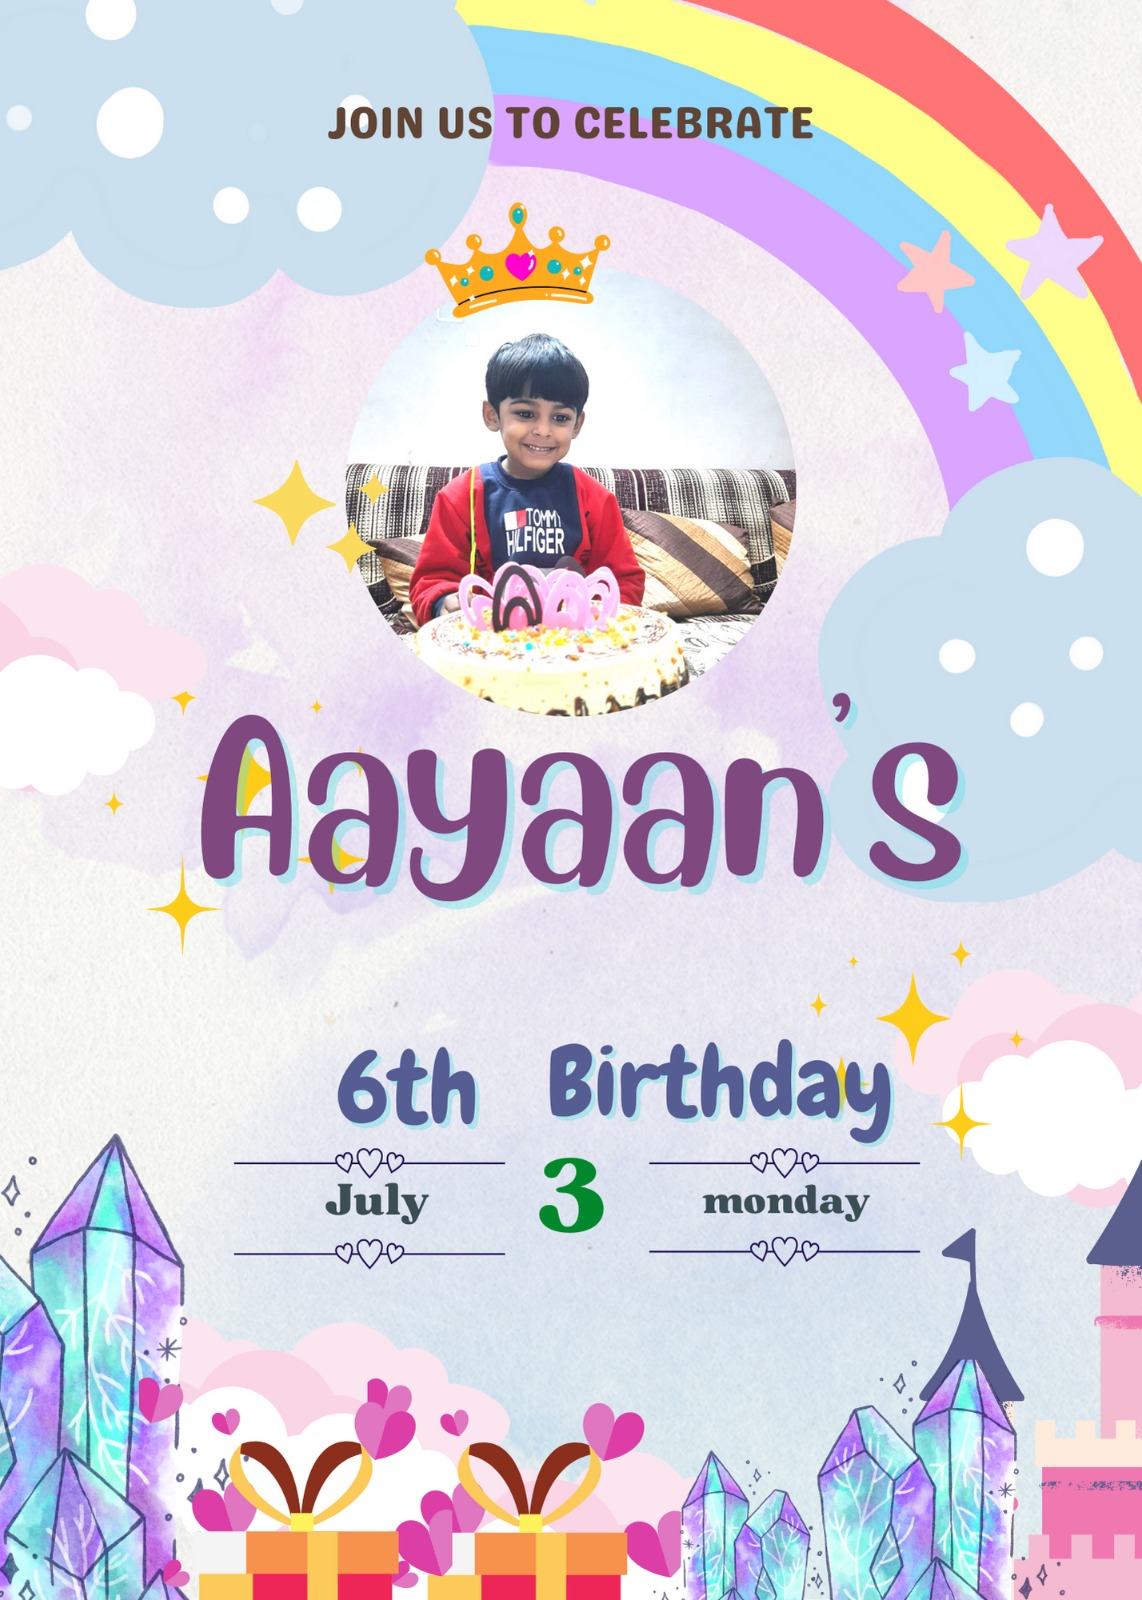 JOIN US TO CELEBRATE
TOMMY
HILFIGER
Aayaan's
6th Birthday
July 3 monday